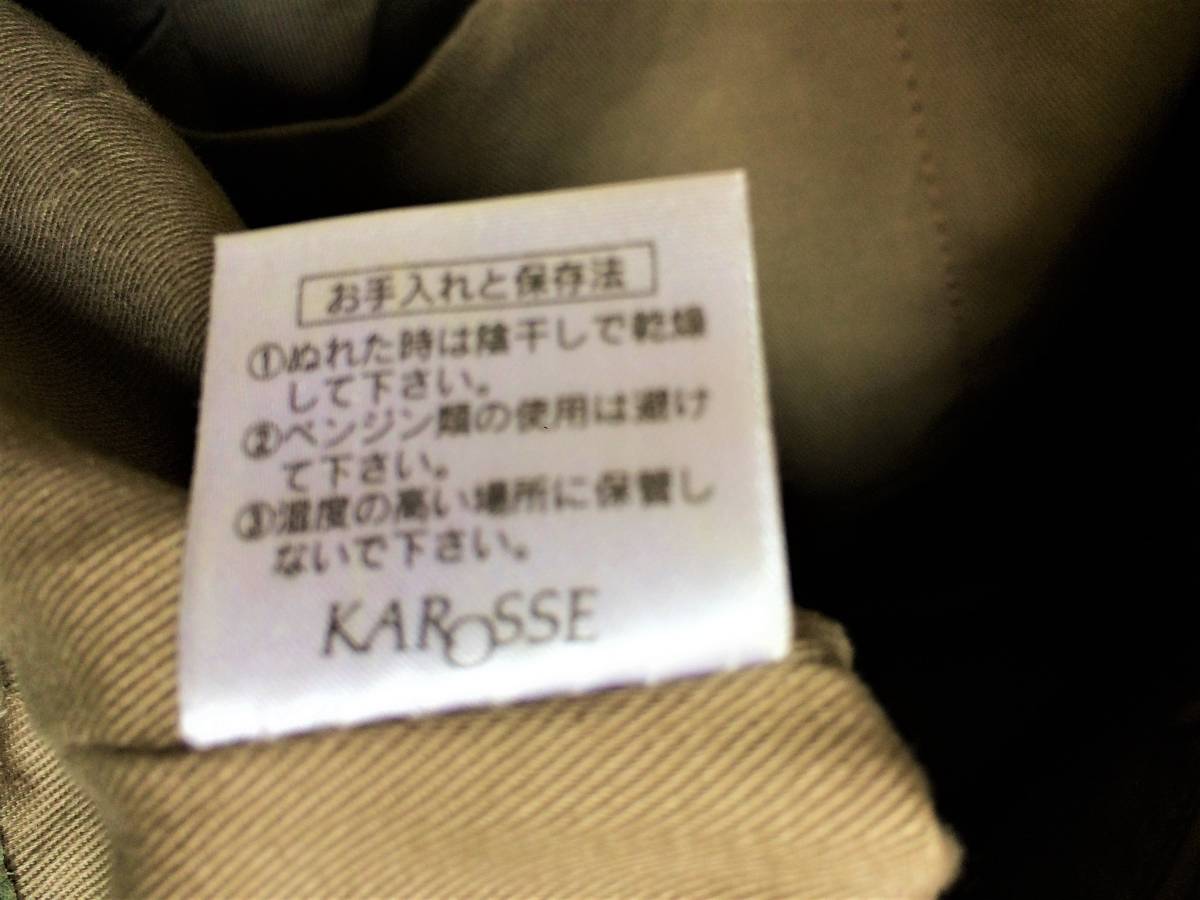 お手入れと保存法
①ぬれた時は陰干しで乾燥
して下さい。
②ベンジン類の使用は避け
て下さい。
③温度の高い場所に保管し
ないで下さい。
KAROSSE